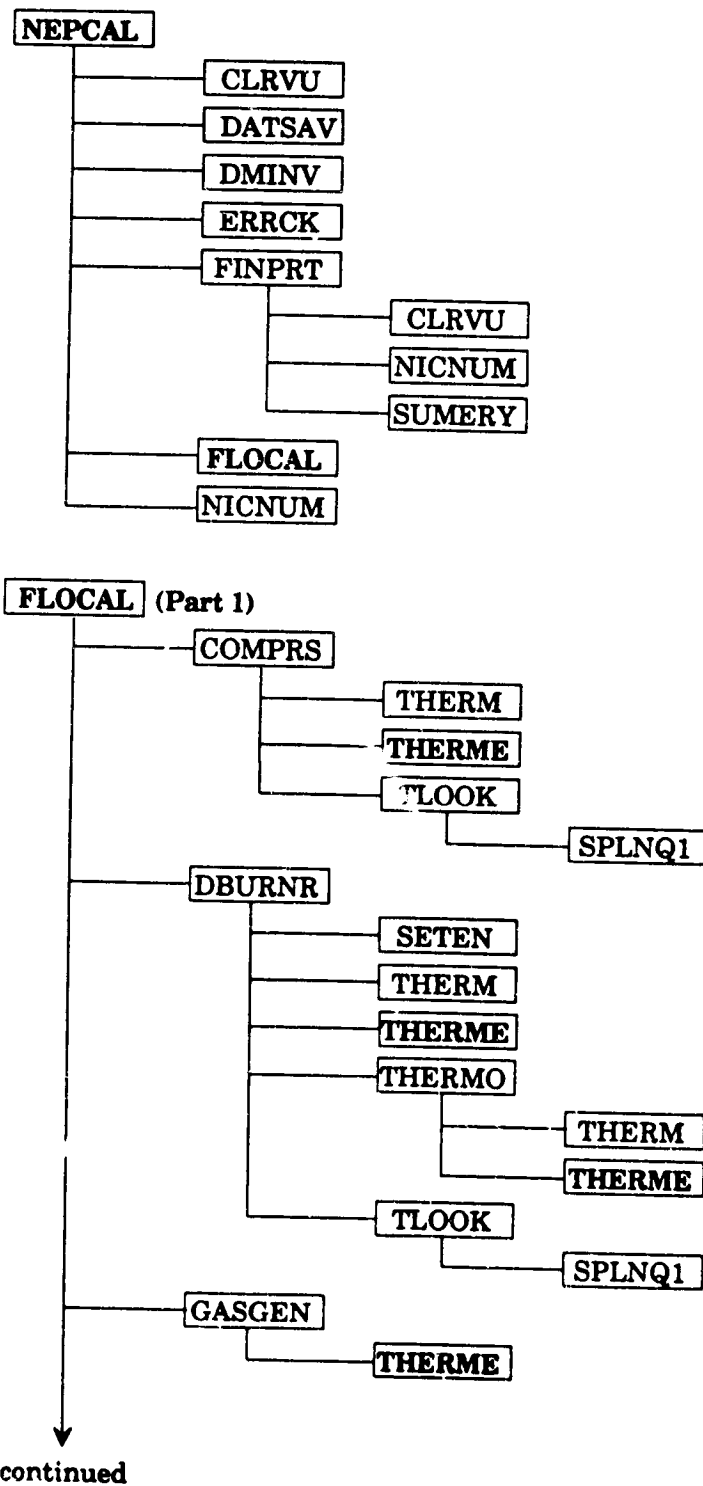 NEPCAL
CLRVU
DATSAV
DMINV
ERRCK
FINPRT
CLRVU
NICNUM
SUMERY
FLOCAL
NICNUM
FLOCAL (Part 1)
COMPRS
THERM
THERME
TLOOK
SPLNQ1
DBURNR
SETEN
THERM
THERME
THERMO
THERM
THERME
TLOOK
SPLNQ1
GASGEN
THERME
continued